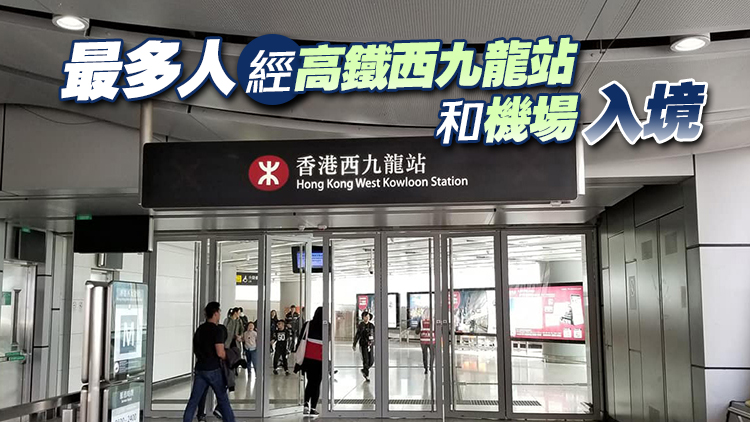 最多人經高鐵西九龍站
和機場入境
香港西九龍站
Hong Kong West Kowloon Station